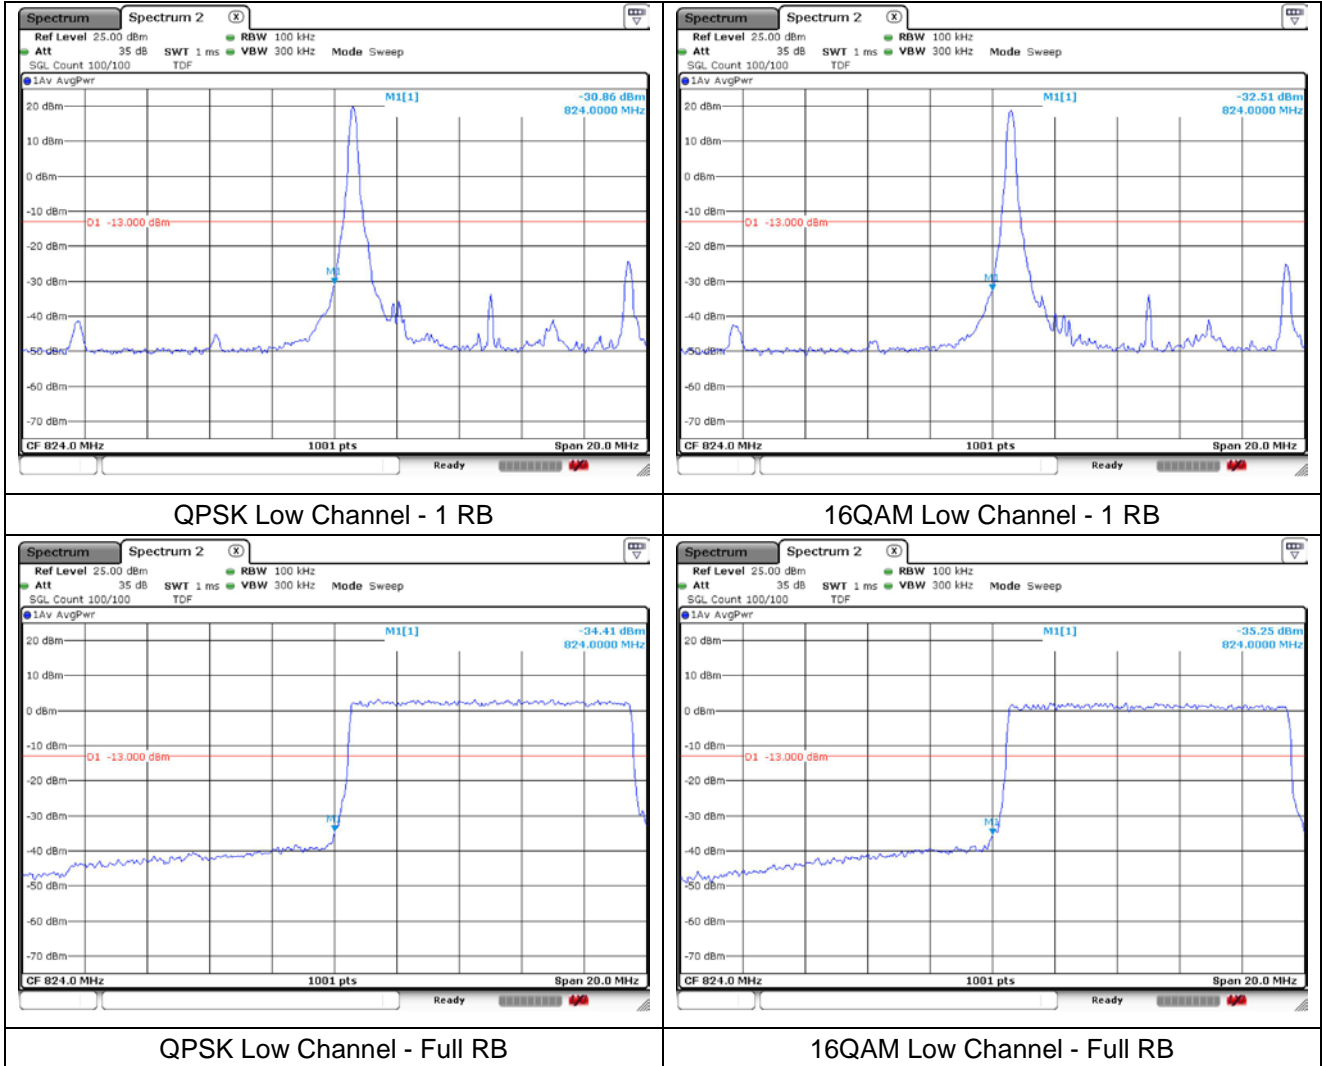 Spectrum Spectrum 2 X
Ref Level 25.00 dBm RBW 100 kHz
Att 35 dB SWT 1 ms VBW 300 kHz Mode Sweep
SGL Count 100/100 TDF
1Av AvgPwr
M1[1] -30.86 dBm
824.0000 MHz
20 dBm
10 dBm
0 dBm
-10 dBm
D1 -13.000 dBm
-20 dBm
M1
-30 dBm
-40 dBm
-50 dBm
-60 dBm
-70 dBm
CF 824.0 MHz 1001 pts Span 20.0 MHz
Ready
QPSK Low Channel - 1 RB
Spectrum Spectrum 2 X
Ref Level 25.00 dBm RBW 100 kHz
Att 35 dB SWT 1 ms VBW 300 kHz Mode Sweep
SGL Count 100/100 TDF
1Av AvgPwr
M1[1] -32.51 dBm
824.0000 MHz
20 dBm
10 dBm
0 dBm
-10 dBm
D1 -13.000 dBm
-20 dBm
M1
-30 dBm
-40 dBm
-50 dBm
-60 dBm
-70 dBm
CF 824.0 MHz 1001 pts Span 20.0 MHz
Ready
16QAM Low Channel - 1 RB
Spectrum Spectrum 2 X
Ref Level 25.00 dBm RBW 100 kHz
Att 35 dB SWT 1 ms VBW 300 kHz Mode Sweep
SGL Count 100/100 TDF
1Av AvgPwr
M1[1] -34.41 dBm
824.0000 MHz
20 dBm
10 dBm
0 dBm
-10 dBm
D1 -13.000 dBm
-20 dBm
-30 dBm
M1
-40 dBm
-50 dBm
-60 dBm
-70 dBm
CF 824.0 MHz 1001 pts Span 20.0 MHz
Ready
QPSK Low Channel - Full RB
Spectrum Spectrum 2 X
Ref Level 25.00 dBm RBW 100 kHz
Att 35 dB SWT 1 ms VBW 300 kHz Mode Sweep
SGL Count 100/100 TDF
1Av AvgPwr
M1[1] -35.25 dBm
824.0000 MHz
20 dBm
10 dBm
0 dBm
-10 dBm
D1 -13.000 dBm
-20 dBm
-30 dBm
M1
-40 dBm
-50 dBm
-60 dBm
-70 dBm
CF 824.0 MHz 1001 pts Span 20.0 MHz
Ready
16QAM Low Channel - Full RB